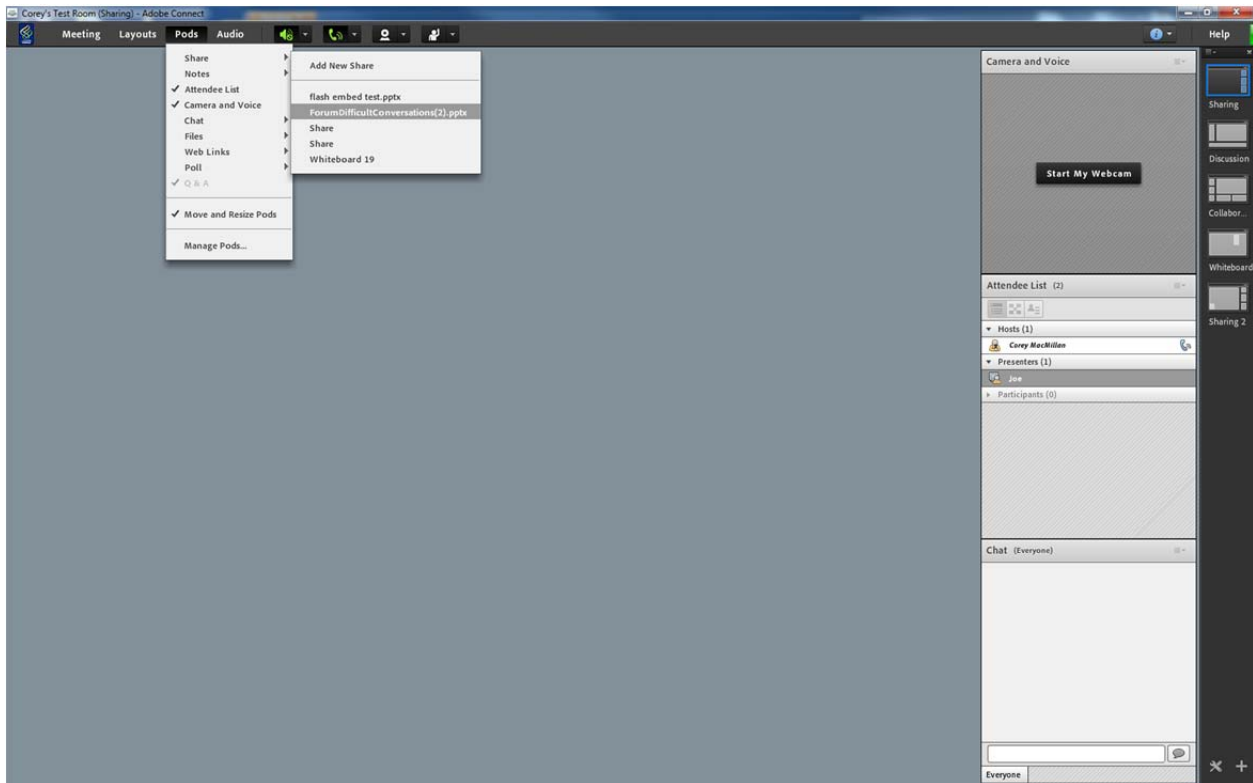 Corey's Test Room (Sharing) - Adobe Connect
Meeting Layouts Pods Audio Help
Share
Notes
Attendee List
Camera and Voice
Chat
Files
Web Links
Poll
Q & A
Move and Resize Pods
Manage Pods...
Add New Share
flash embed test.pptx
ForumDifficultConversations(2).pptx
Share
Share
Whiteboard 19
Camera and Voice
Start My Webcam
Attendee List (2)
Hosts (1)
Corey MacMillan
Presenters (1)
Joe
Participants (0)
Chat (Everyone)
Everyone
Sharing
Discussion
Collabor...
Whiteboard
Sharing 2